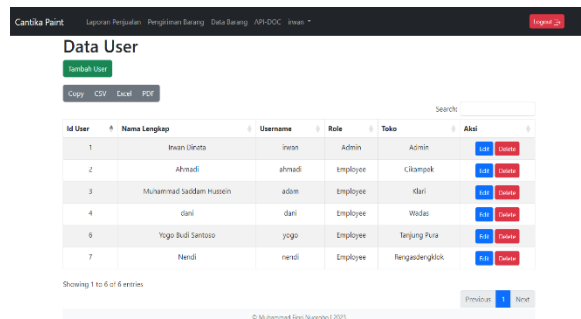 Cantika Paint Laporan Penjualan Pengiriman Barang Data Barang API-DOC irwan Logout
Data User
Tambah User
Copy CSV Excel PDF
Search:
Id User Nama Lengkap Username Role Toko Aksi
1 Irwan Dinata irwan Admin Admin Edit Delete
2 Ahmadi ahmadi Employee Cikampek Edit Delete
3 Muhammad Saddam Hussein adam Employee Klari Edit Delete
4 dani dani Employee Wadas Edit Delete
6 Yogo Budi Santoso yogo Employee Tanjung Pura Edit Delete
7 Nendi nendi Employee Rengasdengklok Edit Delete
Showing 1 to 6 of 6 entries
Previous 1 Next
© Muhammad 2023